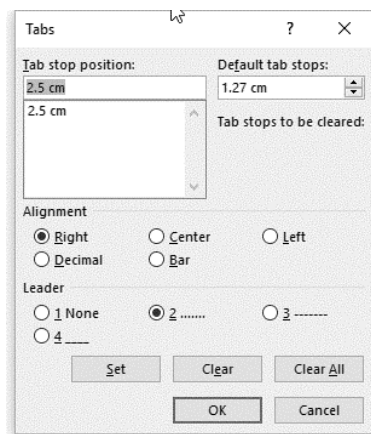 Tabs ? ×
Tab stop position: Default tab stops:
2.5 cm 1.27 cm
2.5 cm Tab stops to be cleared:
Alignment
Right Center Left
Decimal Bar
Leader
1 None 2 ....... 3 -------
4 ____
Set Clear Clear All
OK Cancel